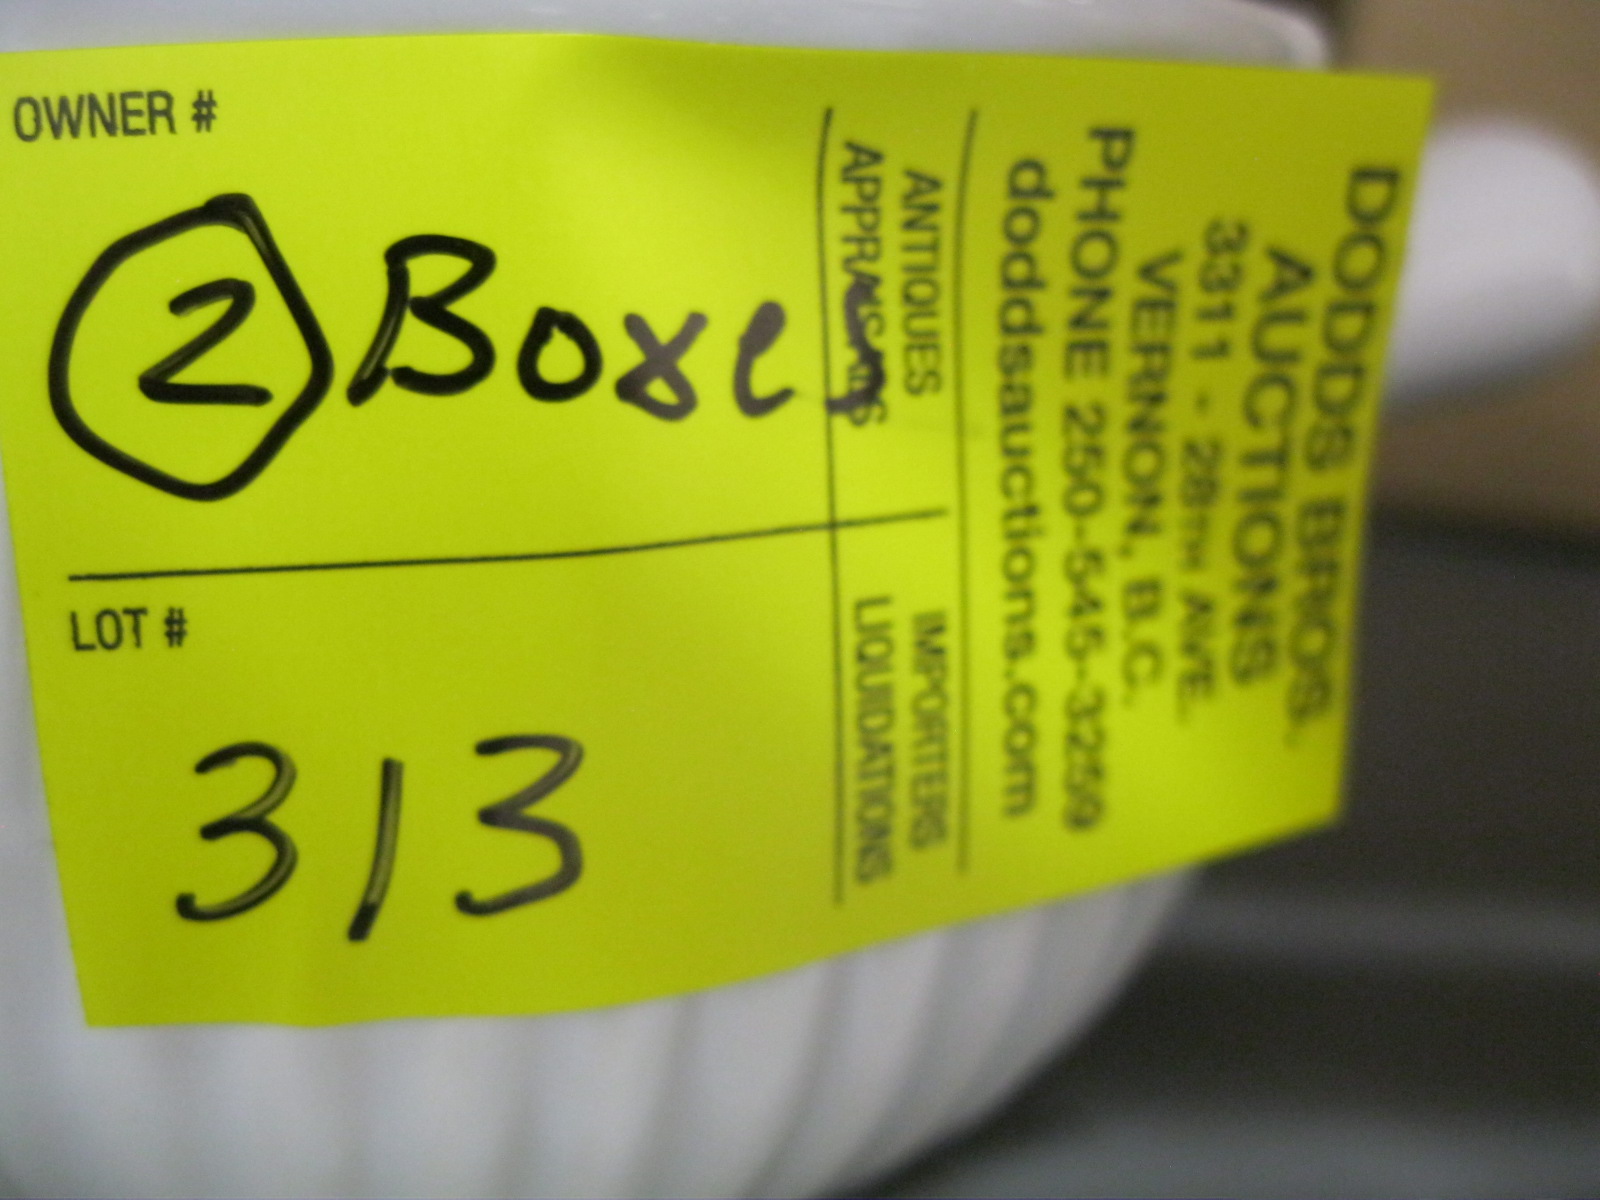 OWNER #
2 Boxes
LOT #
313
DODDS BROS.
AUCTIONS
3311 - 28TH AVE.
VERNON, B.C.
PHONE 250-545-3259
doddsauctions.com
ANTIQUES IMPORTERS
APPRAISALS LIQUIDATIONS